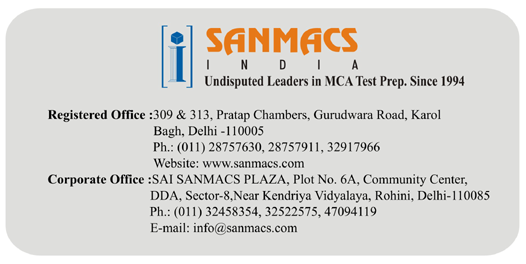 SANMACS
INDIA
Undisputed Leaders in MCA Test Prep. Since 1994
Registered Office :309 & 313, Pratap Chambers, Gurudwara Road, Karol
Bagh, Delhi -110005
Ph.: (011) 28757630, 28757911, 32917966
Website: www.sanmacs.com
Corporate Office :SAI SANMACS PLAZA, Plot No. 6A, Community Center,
DDA, Sector-8,Near Kendriya Vidyalaya, Rohini, Delhi-110085
Ph.: (011) 32458354, 32522575, 47094119
E-mail: info@sanmacs.com